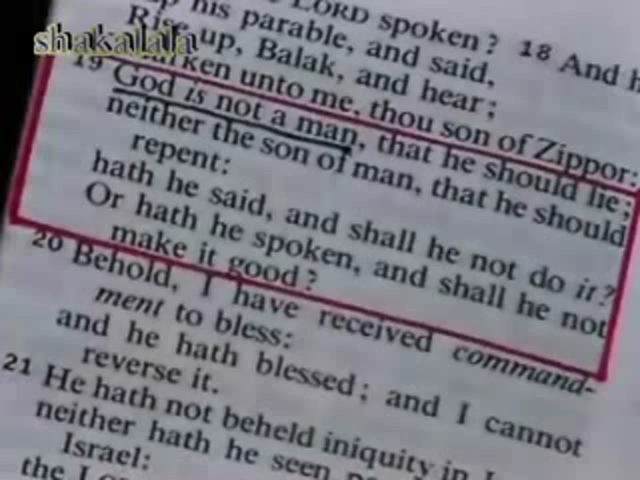 shakalala
LORD spoken? 18 And
his parable, and said,
Rise up, Balak, and hear;
unto me, thou son of Zippor:
19 God is not a man, that he should lie;
neither the son of man, that he should
repent:
hath he said, and shall he not do it?
Or hath he spoken, and shall he not
make it good?
20 Behold, I have received command-
ment to bless:
and he hath blessed; and I cannot
reverse it.
21 He hath not beheld iniquity in
neither hath he seen
Israel:
the